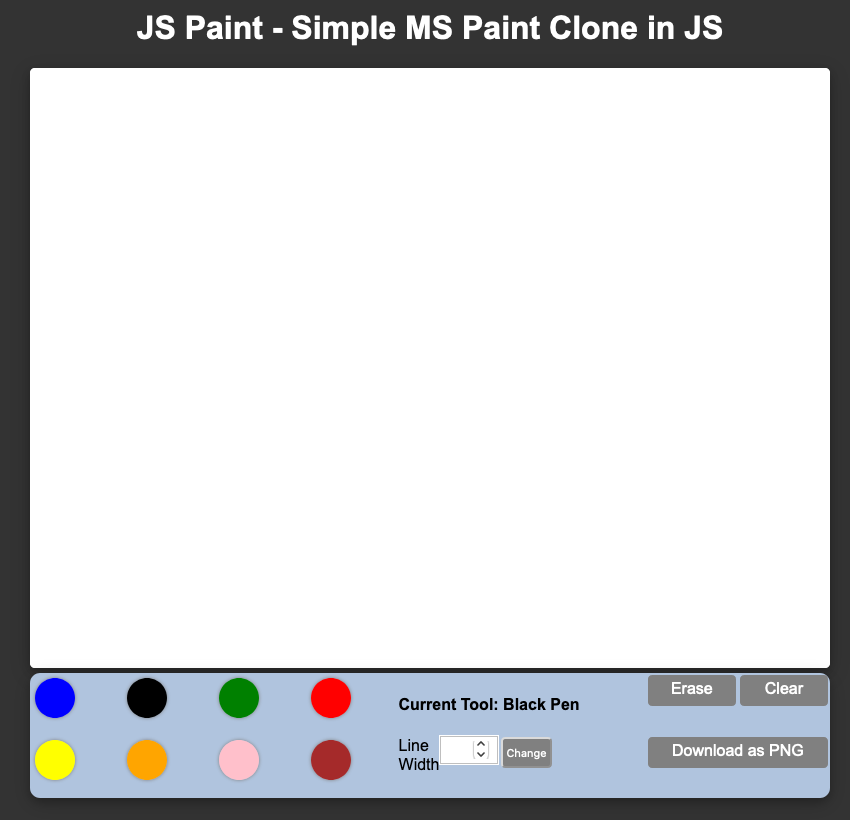 JS Paint - Simple MS Paint Clone in JS
Current Tool: Black Pen
Erase
Clear
Line
Width
Change
Download as PNG